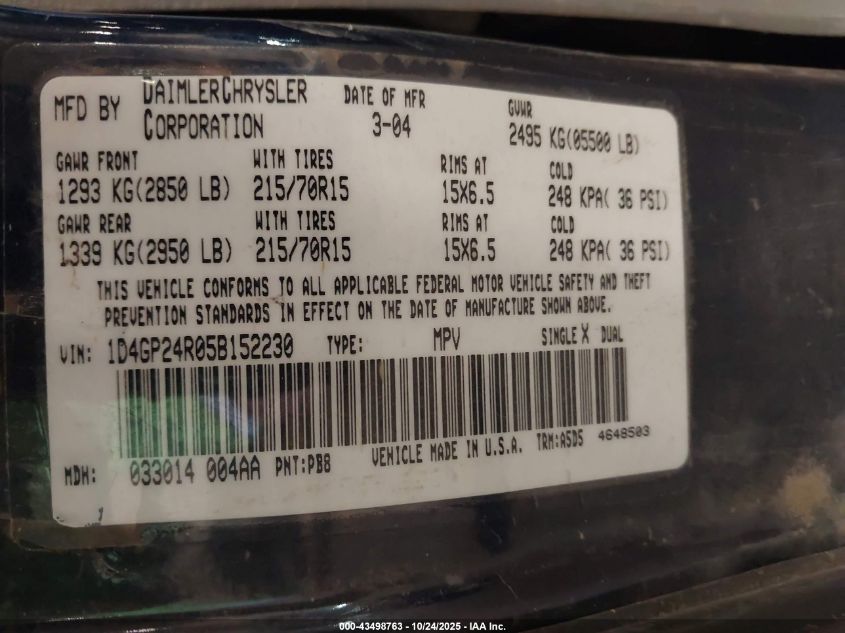 MFD BY DAIMLERCHRYSLER CORPORATION DATE OF MFR 3-04 GVWR 2495 KG(05500 LB)
GAWR FRONT WITH TIRES RIMS AT COLD
1293 KG(2850 LB) 215/70R15 15X6.5 248 KPA( 36 PSI)
GAWR REAR WITH TIRES RIMS AT COLD
1339 KG(2950 LB) 215/70R15 15X6.5 248 KPA( 36 PSI)
THIS VEHICLE CONFORMS TO ALL APPLICABLE FEDERAL MOTOR VEHICLE SAFETY AND THEFT
PREVENTION STANDARDS IN EFFECT ON THE DATE OF MANUFACTURE SHOWN ABOVE.
VIN: 1D4GP24R05B152230 TYPE: MPV SINGLE X DUAL
MDH: 033014 004AA PNT:PB8 VEHICLE MADE IN U.S.A. TRM:A5D5 4648503
000-43498763 • 10/24/2025 - IAA Inc.